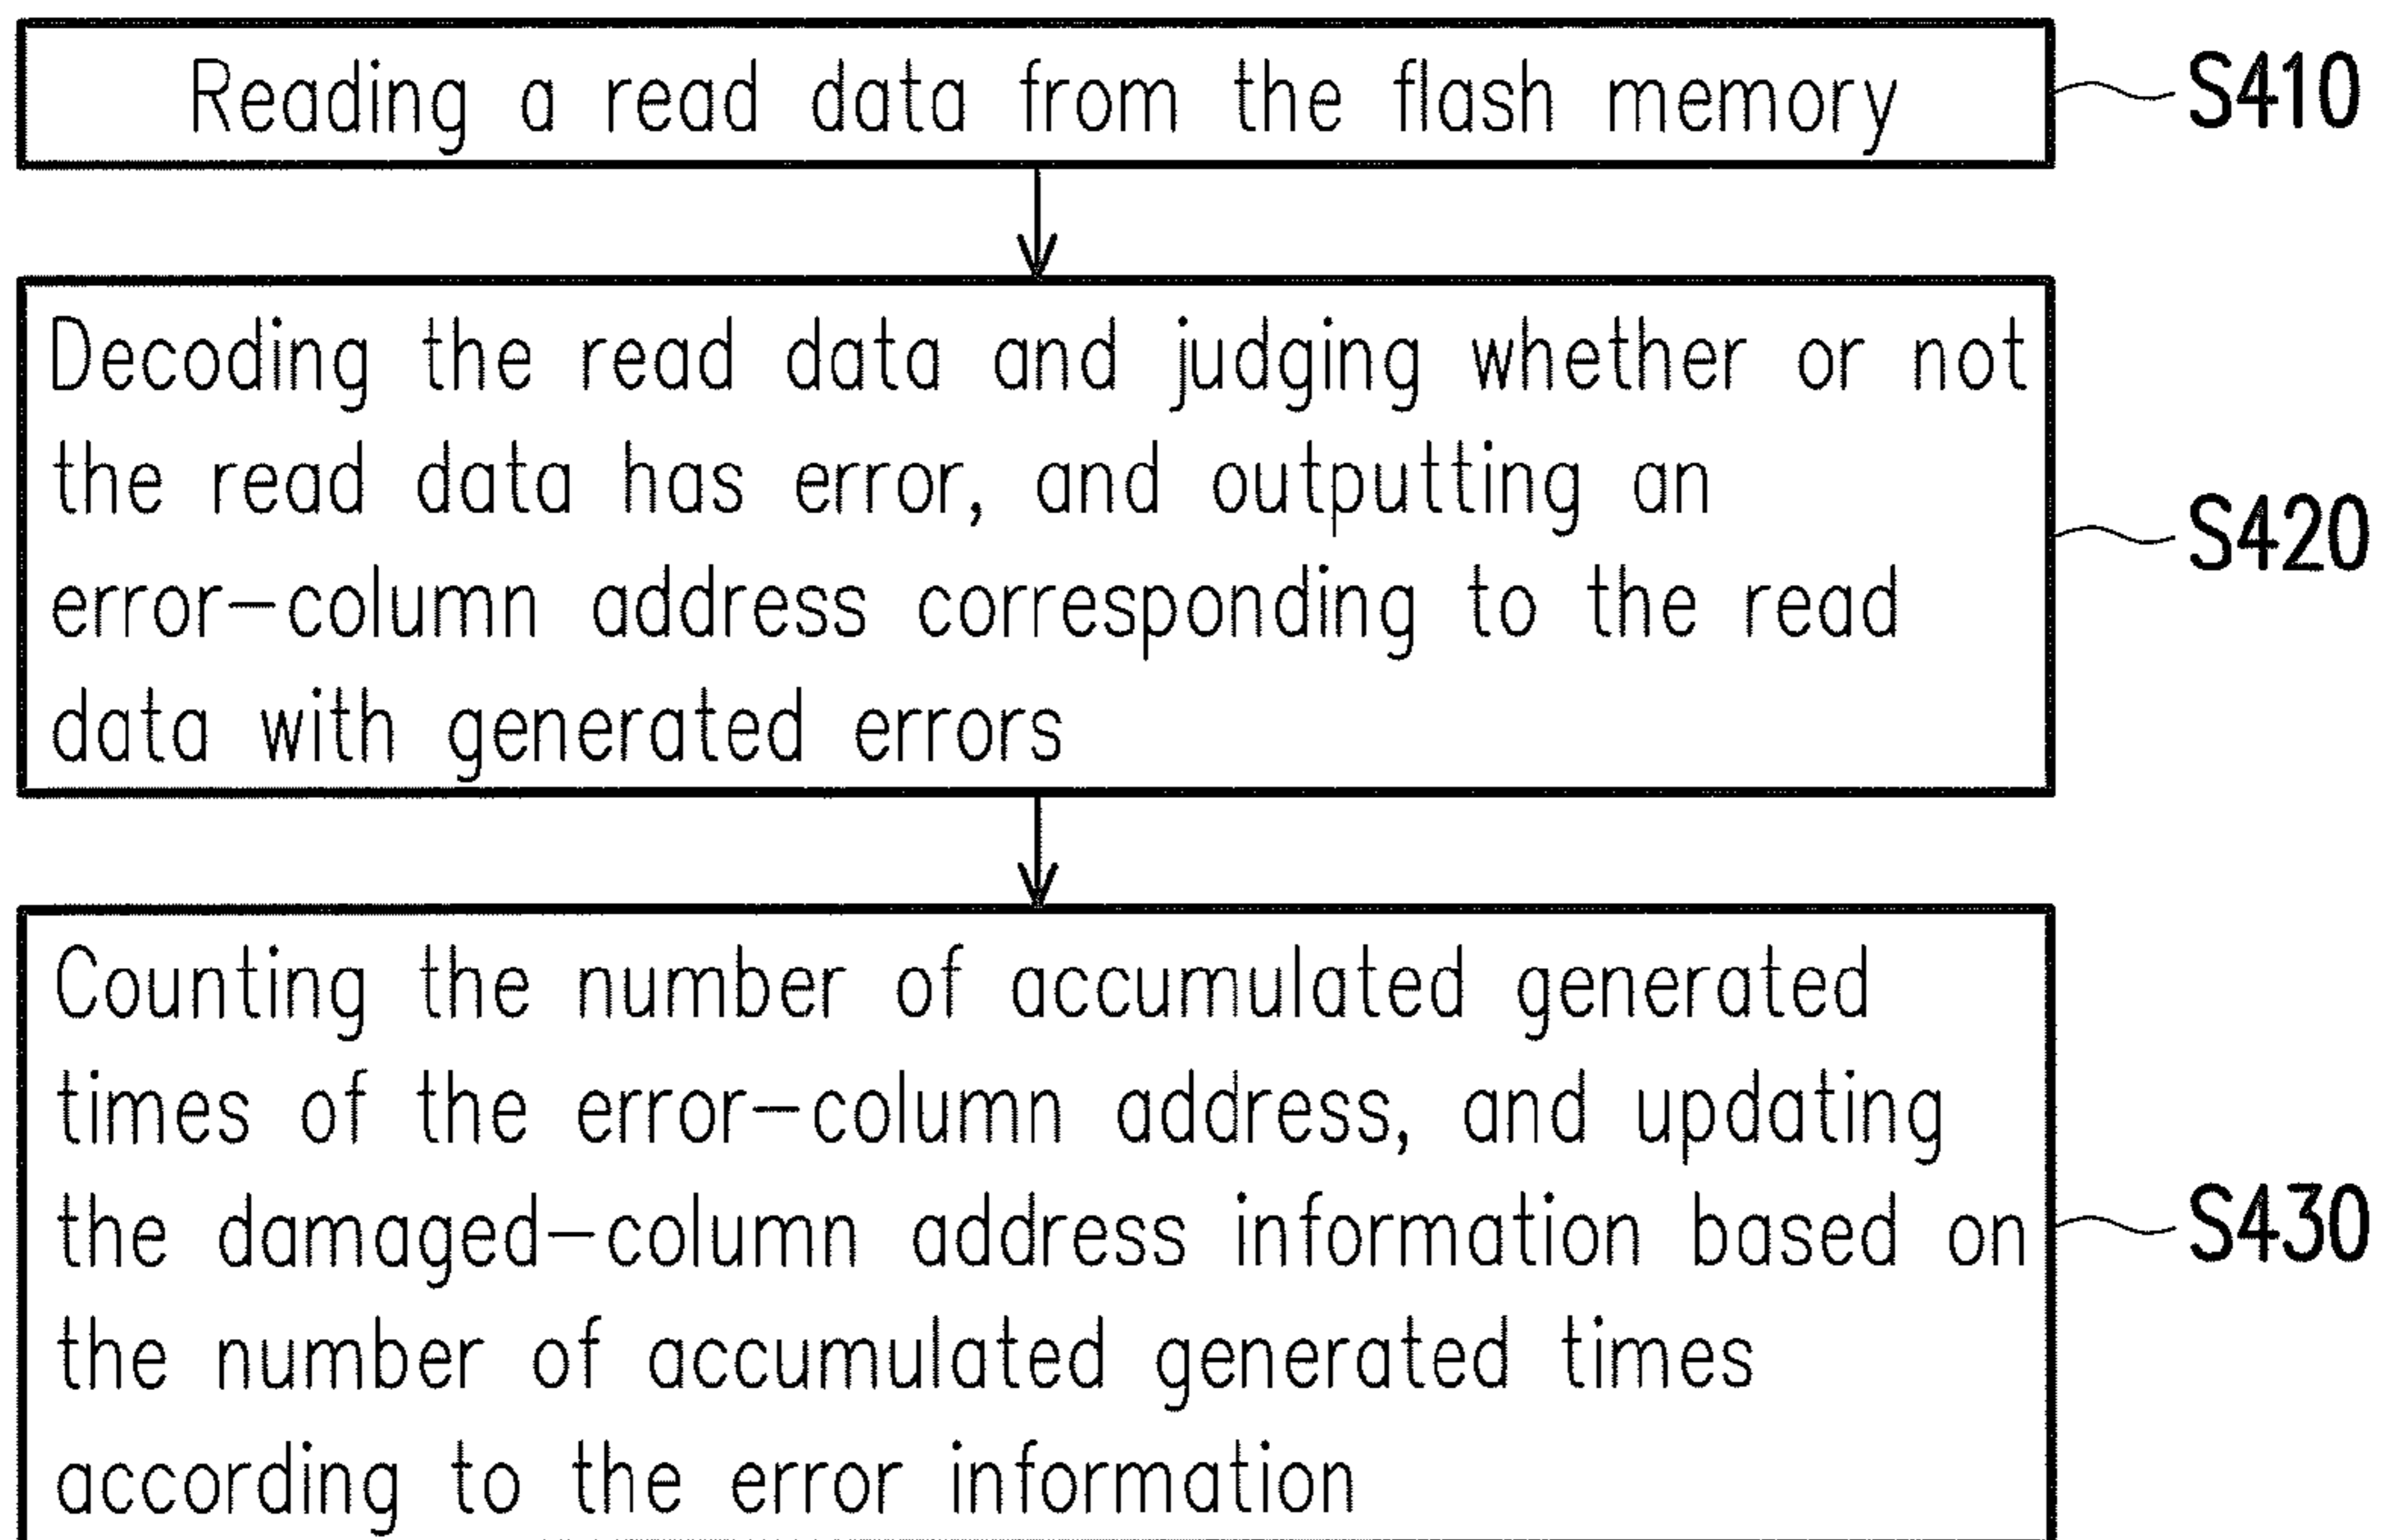 Reading a read data from the flash memory
S410
Decoding the read data and judging whether or not
the read data has error, and outputting an
error-column address corresponding to the read
data with generated errors
S420
Counting the number of accumulated generated
times of the error-column address, and updating
the damaged-column address information based on
the number of accumulated generated times
according to the error information
S430